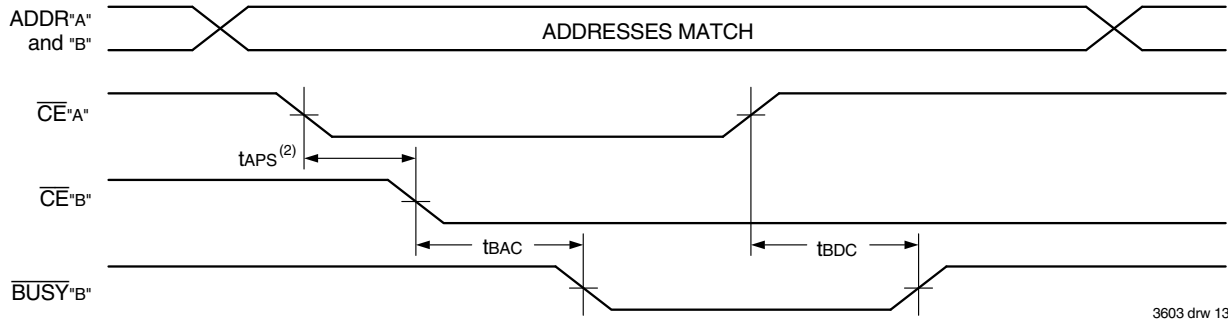 ADDR"A"
and "B"
ADDRESSES MATCH
CE"A"
tAPS(2)
CE"B"
tBAC
tBDC
BUSY"B"
3603 drw 13